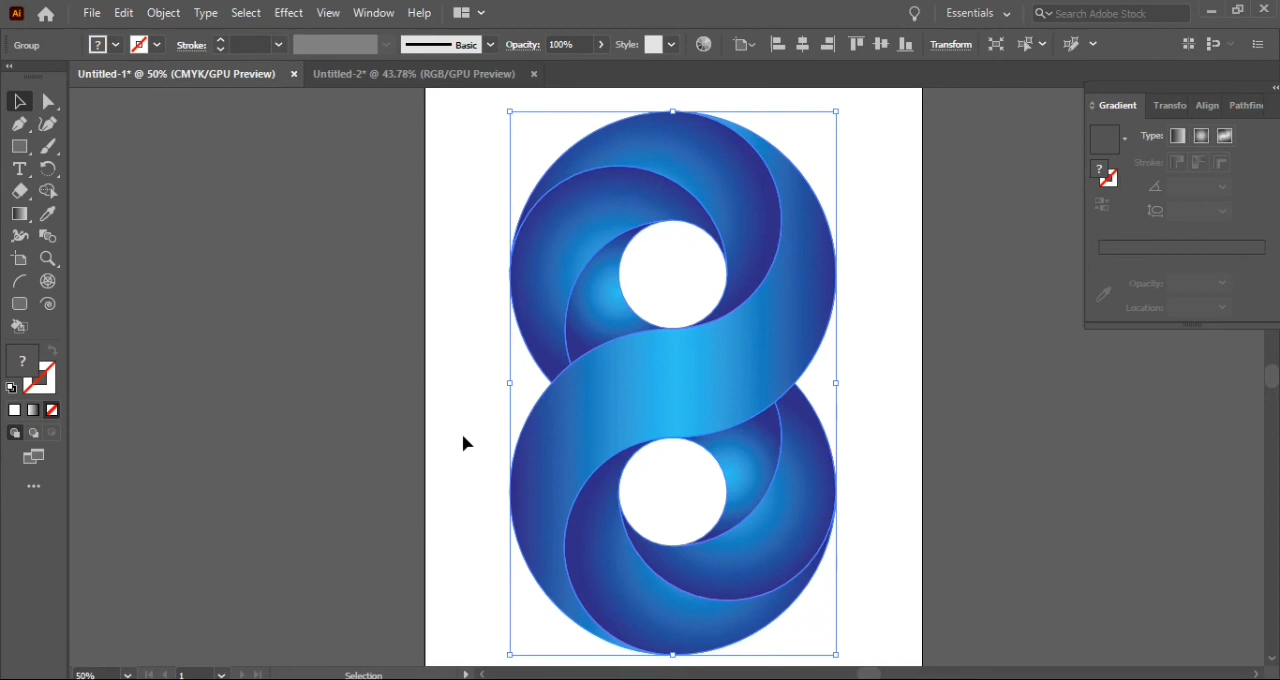 Ai File Edit Object Type Select Effect View Window Help Essentials Search Adobe Stock
Group ? Stroke: Basic Opacity: 100% Style: Transform
Untitled-1* @ 50% (CMYK/GPU Preview) × Untitled-2* @ 43.78% (RGB/GPU Preview) ×
Gradient Transfo Align Pathfin
Type:
Stroke:
?
Opacity:
Location:
?
50% 1 Selection